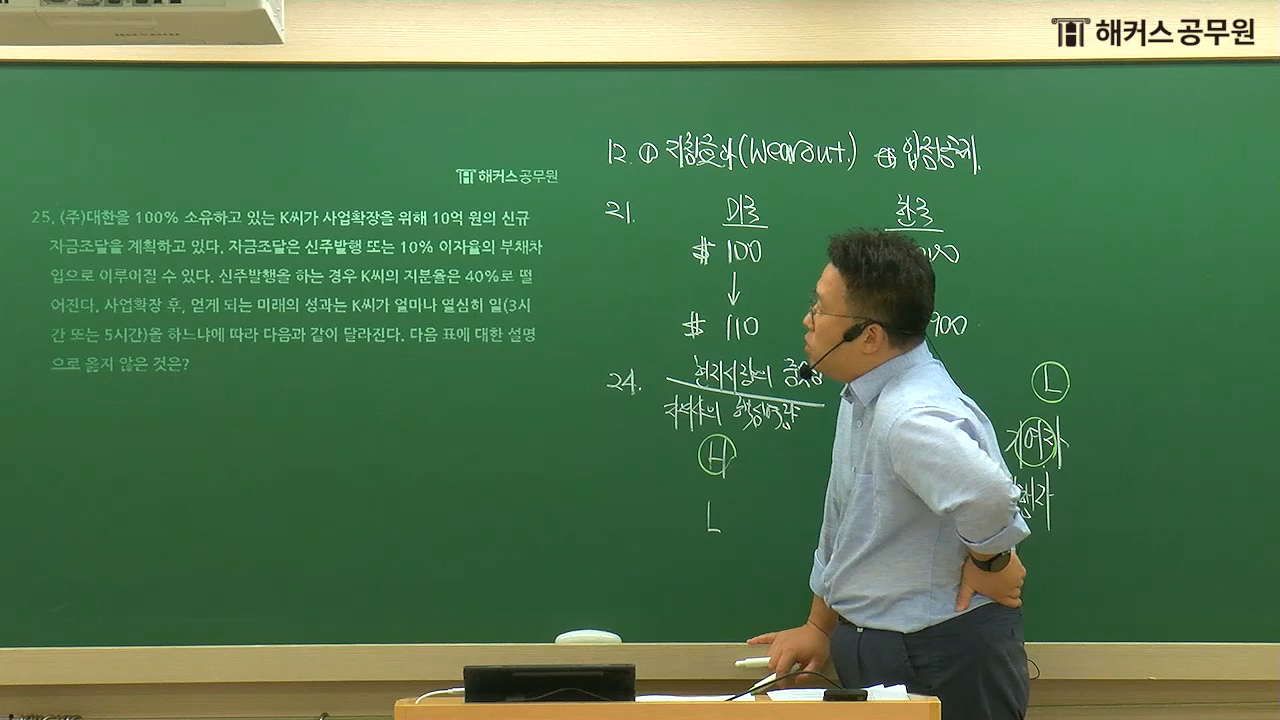 해커스 공무원
해커스 공무원
25. (주)대한을 100% 소유하고 있는 K씨가 사업확장을 위해 10억 원의 신규
자금조달을 계획하고 있다. 자금조달은 신주발행 또는 10% 이자율의 부채차
입으로 이루어질 수 있다. 신주발행을 하는 경우 K씨의 지분율은 40%로 떨
어진다. 사업확장 후, 얻게 되는 미래의 성과는 K씨가 얼마나 열심히 일(3시
간 또는 5시간)을 하느냐에 따라 다음과 같이 달라진다. 다음 표에 대한 설명
으로 옳지 않은 것은?
12. ① (Wearout.)
21. 미국 한국
$ 100
↓
$ 110 900
24. 현지시장의
H L
L